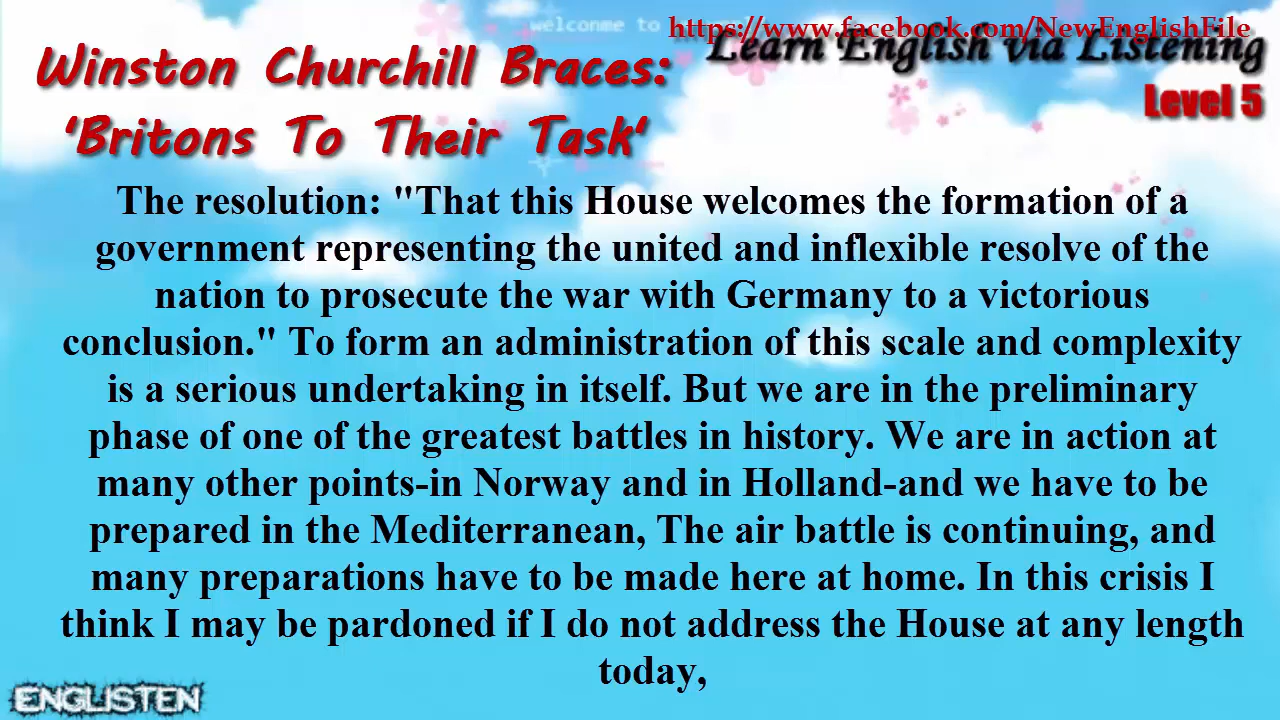 welconme to
https://www.facebook.com/NewEnglishFile
Learn English via Listening
Level 5
Winston Churchill Braces:
'Britons To Their Task'
The resolution: "That this House welcomes the formation of a
government representing the united and inflexible resolve of the
nation to prosecute the war with Germany to a victorious
conclusion." To form an administration of this scale and complexity
is a serious undertaking in itself. But we are in the preliminary
phase of one of the greatest battles in history. We are in action at
many other points-in Norway and in Holland-and we have to be
prepared in the Mediterranean, The air battle is continuing, and
many preparations have to be made here at home. In this crisis I
think I may be pardoned if I do not address the House at any length
today,
ENGLISTEN